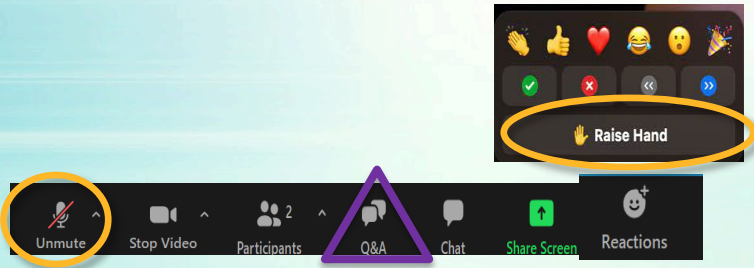 Raise Hand
2
Unmute
Stop Video
Participants
Q&A
Chat
Share Screen
Reactions